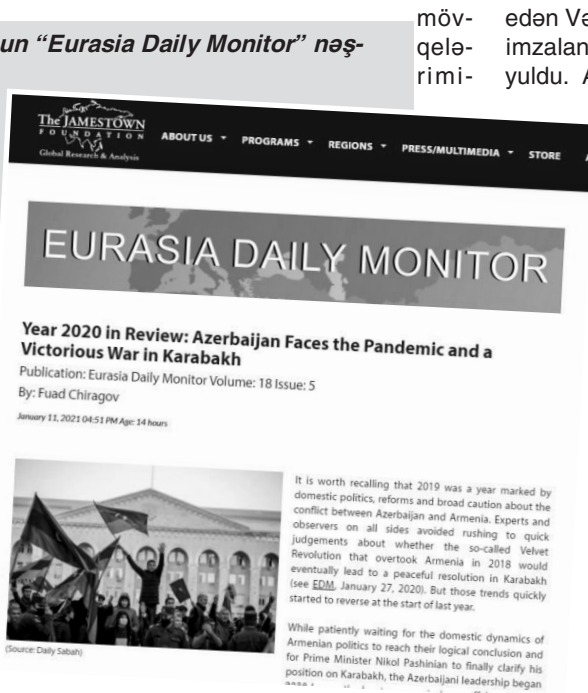 un “Eurasia Daily Monitor” nəş-
möv-
qelə-
rimi-
edən Və
imzalan
yuldu. A
The JAMESTOWN
FOUNDATION
Global Research & Analysis
ABOUT US
PROGRAMS
REGIONS
PRESS/MULTIMEDIA
STORE
EURASIA DAILY MONITOR
Year 2020 in Review: Azerbaijan Faces the Pandemic and a
Victorious War in Karabakh
Publication: Eurasia Daily Monitor Volume: 18 Issue: 5
By: Fuad Chiragov
January 11, 2021 04:51 PM Age: 14 hours
(Source: Daily Sabah)
It is worth recalling that 2019 was a year marked by
domestic politics, reforms and broad caution about the
conflict between Azerbaijan and Armenia. Experts and
observers on all sides avoided rushing to quick
judgements about whether the so-called Velvet
Revolution that overtook Armenia in 2018 would
eventually lead to a peaceful resolution in Karabakh
(see EDM, January 27, 2020). But those trends quickly
started to reverse at the start of last year.
While patiently waiting for the domestic dynamics of
Armenian politics to reach their logical conclusion and
for Prime Minister Nikol Pashinian to finally clarify his
position on Karabakh, the Azerbaijani leadership began